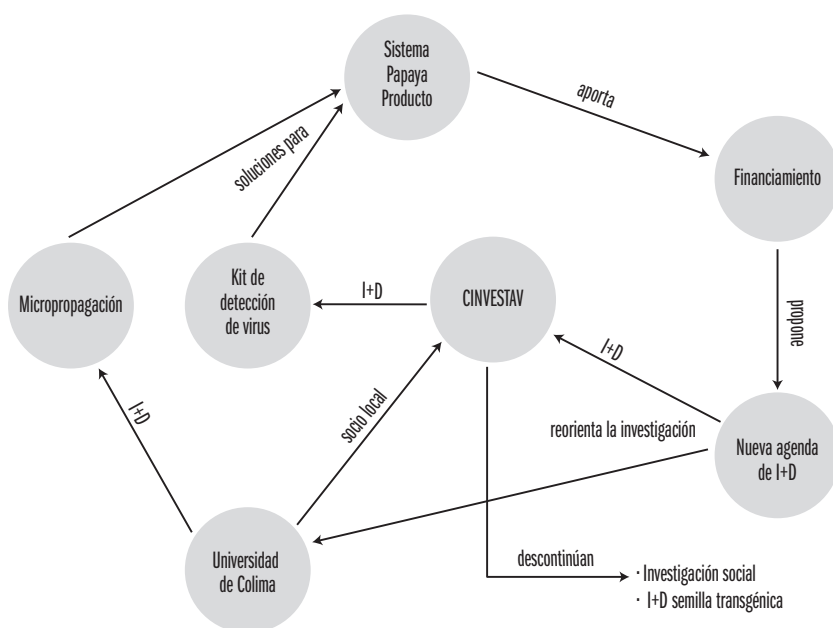 Sistema
Papaya
Producto
aporta
Financiamiento
soluciones para
Micropropagación
Kit de
detección
de virus
I+D
CINVESTAV
propone
I+D
I+D
socio local
reorienta la investigación
Nueva agenda
de I+D
Universidad
de Colima
descontinúan
· Investigación social
· I+D semilla transgénica